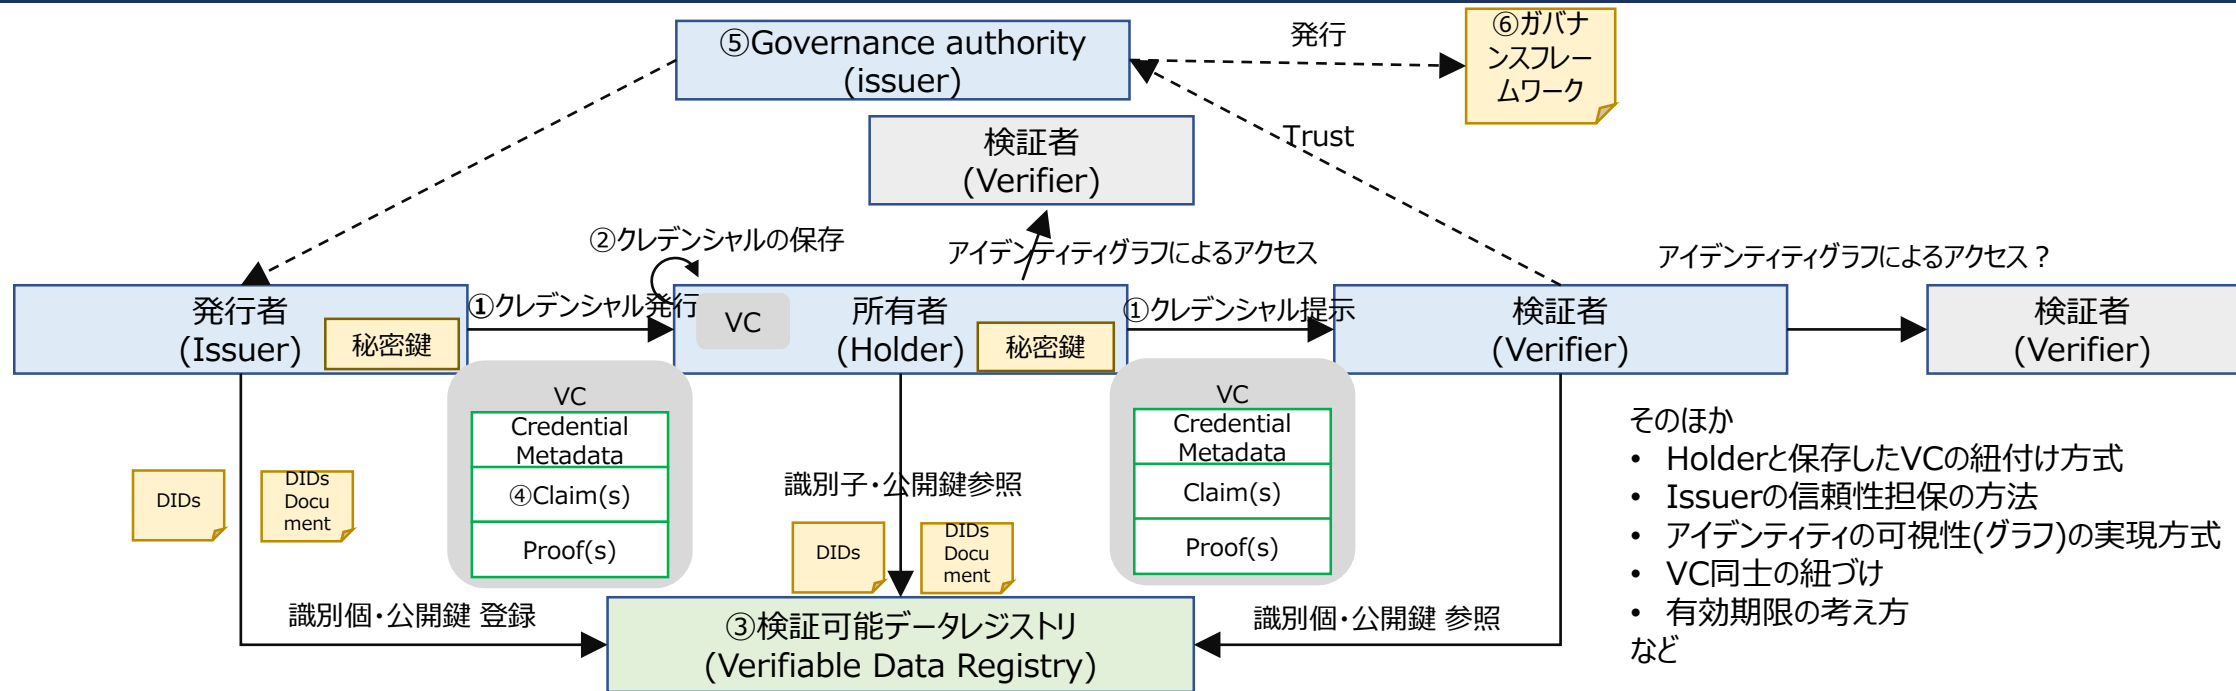 ⑤Governance authority
(issuer)
発行
⑥ガバナ
ンスフレー
ムワーク
検証者
(Verifier)
Trust
②クレデンシャルの保存
アイデンティティグラフによるアクセス
アイデンティティグラフによるアクセス？
発行者
(Issuer)
秘密鍵
①クレデンシャル発行
VC
所有者
(Holder)
秘密鍵
①クレデンシャル提示
検証者
(Verifier)
検証者
(Verifier)
VC
Credential
Metadata
④Claim(s)
Proof(s)
VC
Credential
Metadata
Claim(s)
Proof(s)
DIDs
DIDs
Docu
ment
識別子・公開鍵参照
DIDs
DIDs
Docu
ment
識別個・公開鍵 登録
識別個・公開鍵 参照
③検証可能データレジストリ
(Verifiable Data Registry)
そのほか
• Holderと保存したVCの紐付け方式
• Issuerの信頼性担保の方法
• アイデンティティの可視性(グラフ)の実現方式
• VC同士の紐づけ
• 有効期限の考え方
など